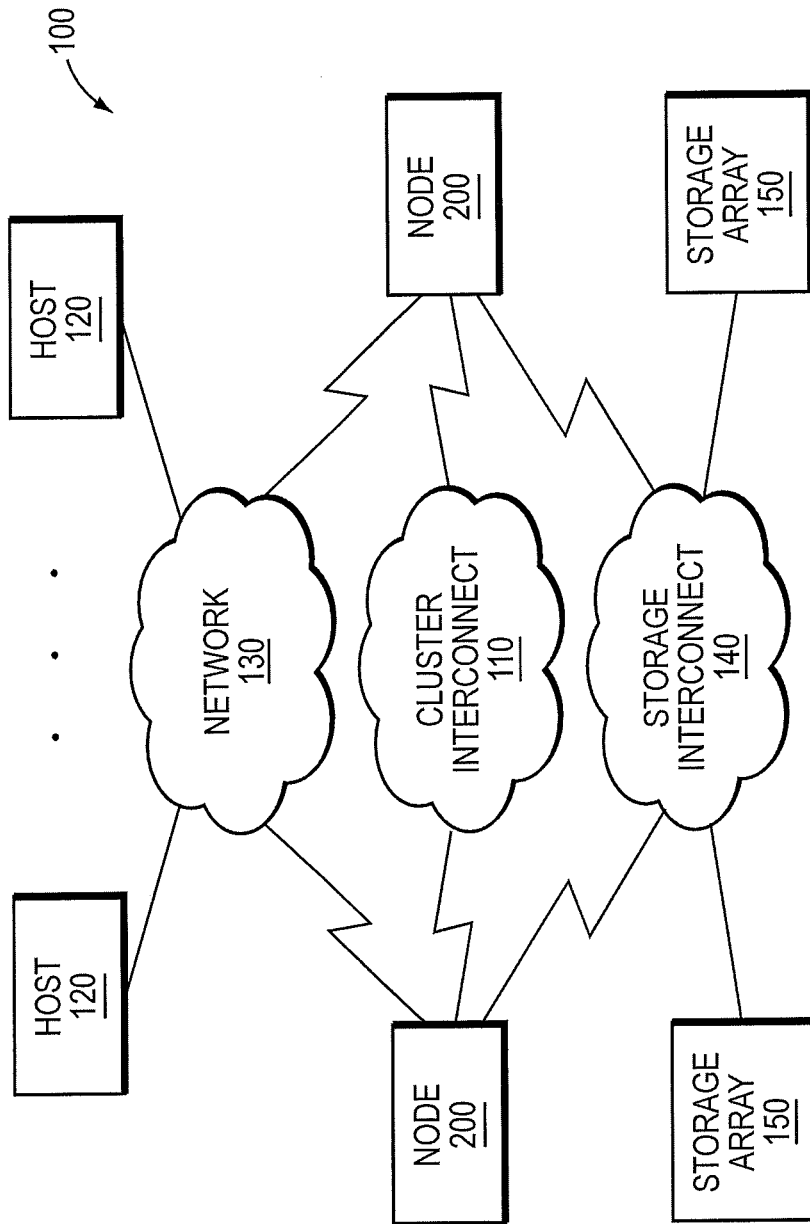 HOST
120
HOST
120
100
NETWORK
130
NODE
200
CLUSTER
INTERCONNECT
110
NODE
200
STORAGE
ARRAY
150
STORAGE
INTERCONNECT
140
STORAGE
ARRAY
150